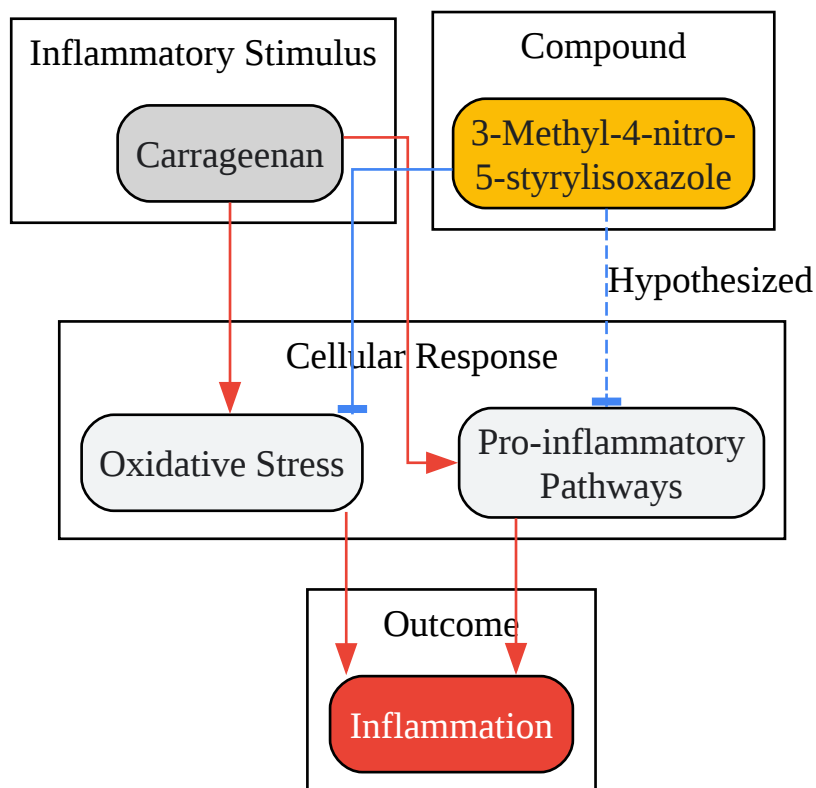 Inflammatory Stimulus
Compound
Carrageenan
3-Methyl-4-nitro-
5-styrylisoxazole
Hypothesized
Cellular Response
Oxidative Stress
Pro-inflammatory
Pathways
Outcome
Inflammation